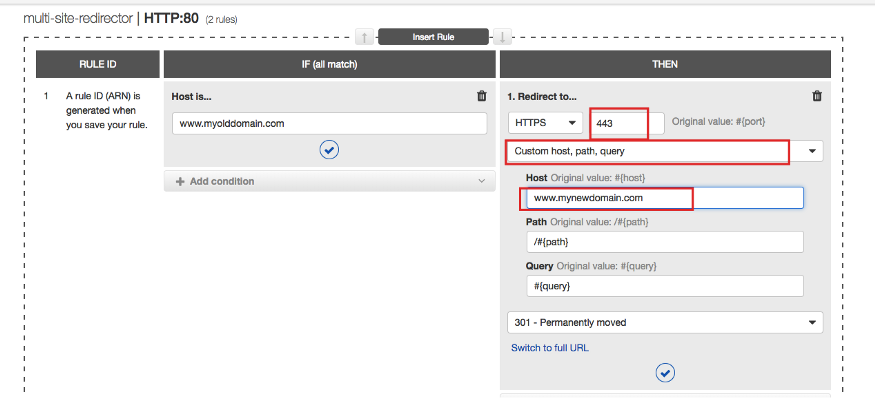 multi-site-redirector | HTTP:80 (2 rules)
Insert Rule
RULE ID
IF (all match)
THEN
1
A rule ID (ARN) is
generated when
you save your rule.
Host is...
www.myolddomain.com
Add condition
1. Redirect to...
HTTPS
443
Original value: #{port}
Custom host, path, query
Host Original value: #{host}
www.mynewdomain.com
Path Original value: /#{path}
/#{path}
Query Original value: #{query}
#{query}
301 - Permanently moved
Switch to full URL